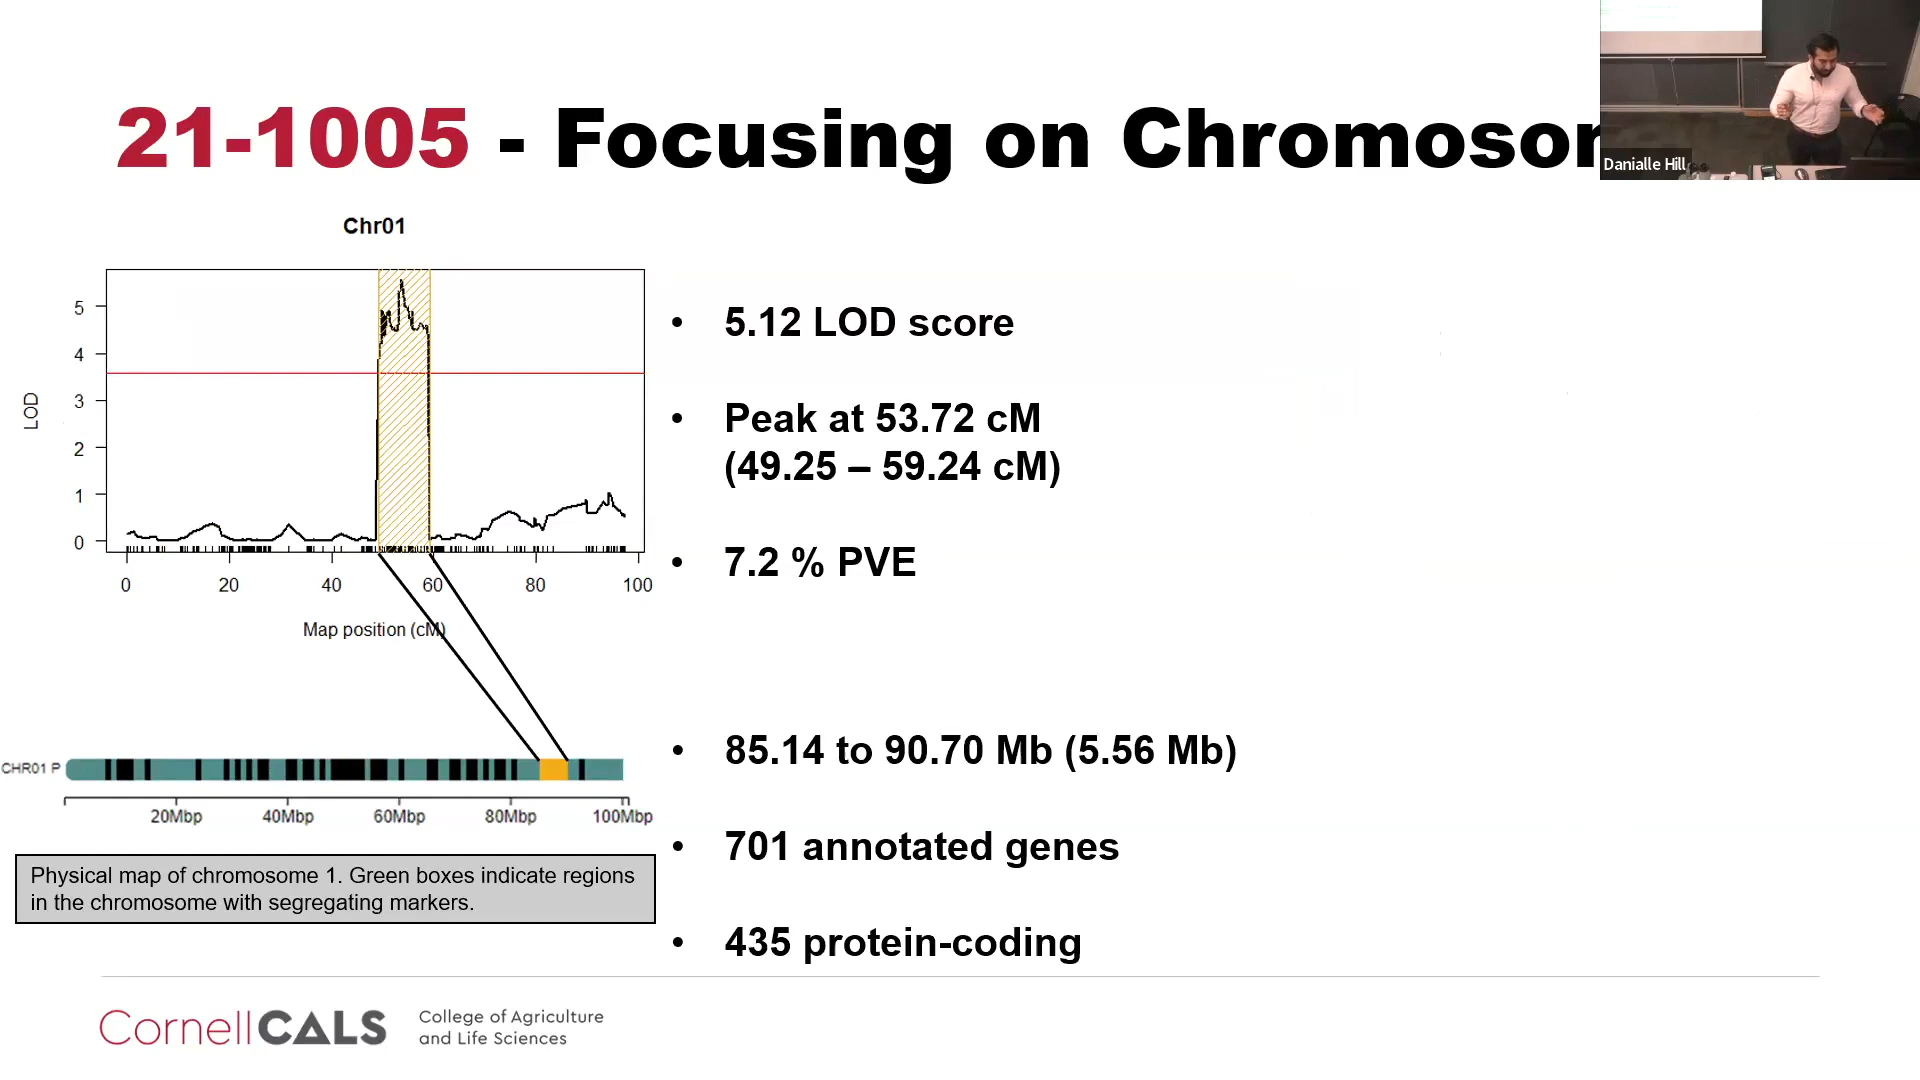 21-1005 - Focusing on Chromosom
Danialle Hill
Chr01
5
4
3
2
1
0
LOD
0 20 40 60 80 100
Map position (cM)
• 5.12 LOD score
• Peak at 53.72 cM
(49.25 – 59.24 cM)
• 7.2 % PVE
CHR01 P
20Mbp 40Mbp 60Mbp 80Mbp 100Mbp
Physical map of chromosome 1. Green boxes indicate regions
in the chromosome with segregating markers.
• 85.14 to 90.70 Mb (5.56 Mb)
• 701 annotated genes
• 435 protein-coding
CornellCALS
College of Agriculture
and Life Sciences